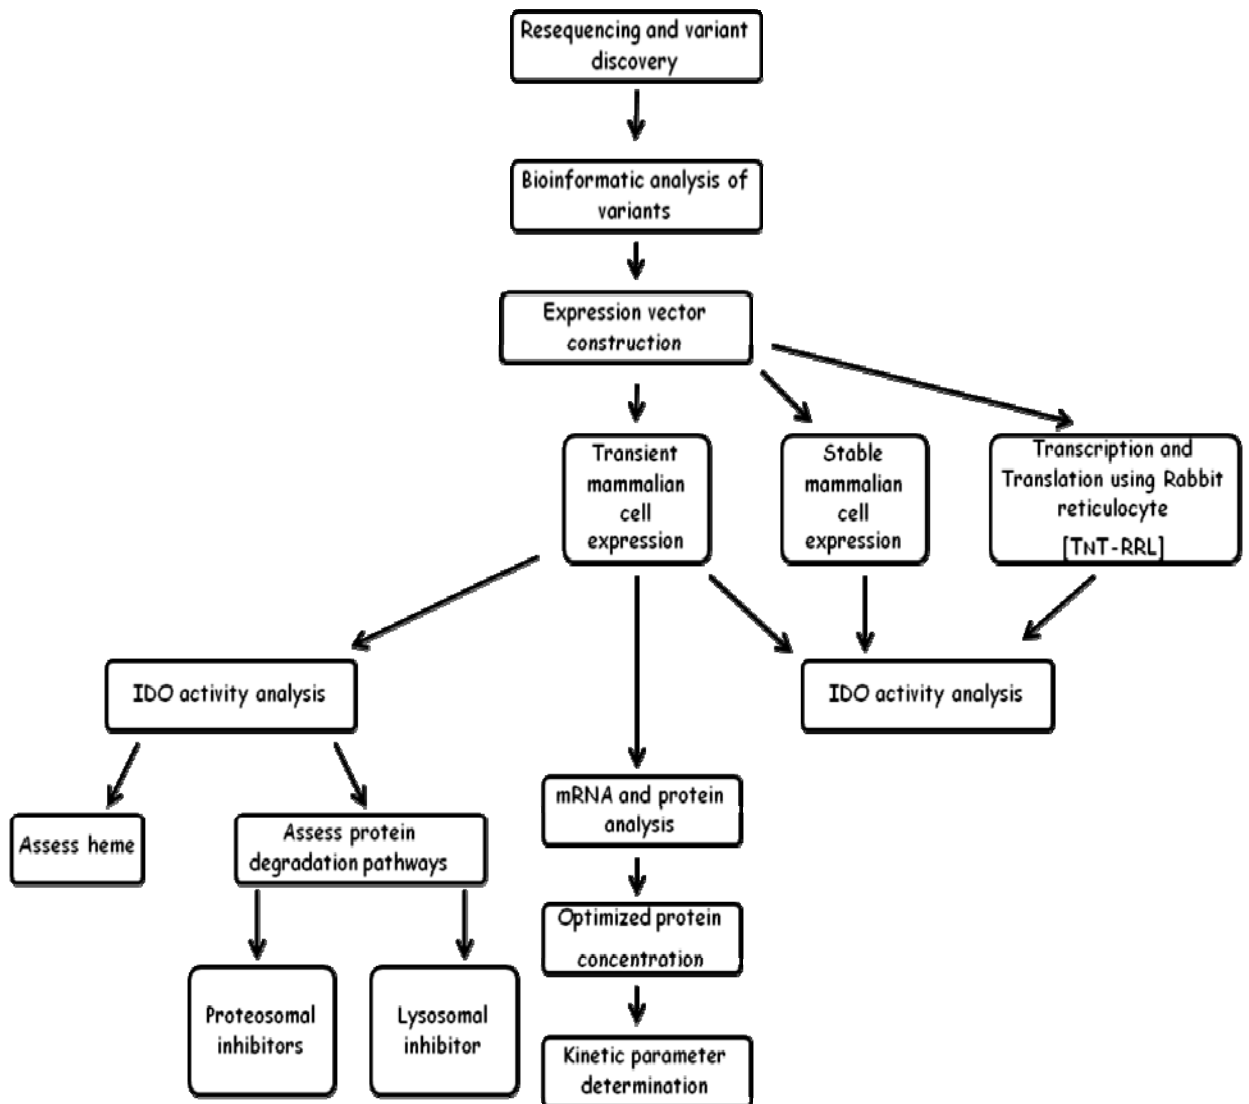 Resequencing and variant
discovery
Bioinformatic analysis of
variants
Expression vector
construction
Transient
mammalian
cell
expression
Stable
mammalian
cell
expression
Transcription and
Translation using Rabbit
reticulocyte
[TNT-RRL]
IDO activity analysis
IDO activity analysis
Assess heme
Assess protein
degradation pathways
mRNA and protein
analysis
Optimized protein
concentration
Proteosomal
inhibitors
Lysosomal
inhibitor
Kinetic parameter
determination